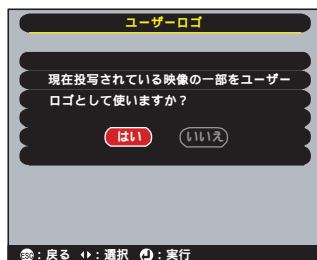 ユーザーロゴ
現在投写されている映像の一部をユーザー
ロゴとして使いますか？
はい いいえ
ESC：戻る ：選択 ：実行